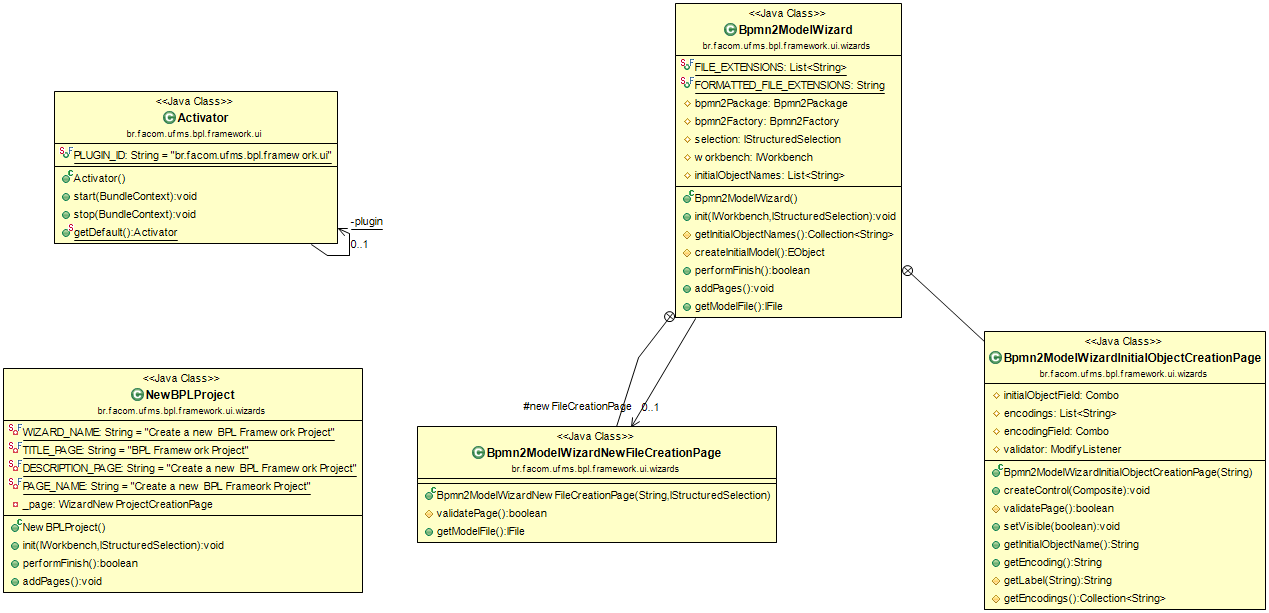 <<Java Class>>
Activator
br.facom.ufms.bpl.framework.ui
PLUGIN_ID: String = "br.facom.ufms.bpl.framew ork.ui"
Activator()
start(BundleContext):void
stop(BundleContext):void
getDefault():Activator
-plugin
0..1
<<Java Class>>
Bpmn2ModelWizard
br.facom.ufms.bpl.framework.ui.wizards
FILE_EXTENSIONS: List<String>
FORMATTED_FILE_EXTENSIONS: String
bpmn2Package: Bpmn2Package
bpmn2Factory: Bpmn2Factory
selection: IStructuredSelection
w orkbench: IWorkbench
initialObjectNames: List<String>
Bpmn2ModelWizard()
init(IWorkbench,IStructuredSelection):void
getInitialObjectNames():Collection<String>
createInitialModel():EObject
performFinish():boolean
addPages():void
getModelFile():IFile
<<Java Class>>
NewBPLProject
br.facom.ufms.bpl.framework.ui.wizards
WIZARD_NAME: String = "Create a new BPL Framew ork Project"
TITLE_PAGE: String = "BPL Framew ork Project"
DESCRIPTION_PAGE: String = "Create a new BPL Framew ork Project"
PAGE_NAME: String = "Create a new BPL Frameork Project"
_page: WizardNew ProjectCreationPage
New BPLProject()
init(IWorkbench,IStructuredSelection):void
performFinish():boolean
addPages():void
#new FileCreationPage
0..1
<<Java Class>>
Bpmn2ModelWizardNewFileCreationPage
br.facom.ufms.bpl.framework.ui.wizards
Bpmn2ModelWizardNew FileCreationPage(String,IStructuredSelection)
validatePage():boolean
getModelFile():IFile
<<Java Class>>
Bpmn2ModelWizardInitialObjectCreationPage
br.facom.ufms.bpl.framework.ui.wizards
initialObjectField: Combo
encodings: List<String>
encodingField: Combo
validator: ModifyListener
Bpmn2ModelWizardInitialObjectCreationPage(String)
createControl(Composite):void
validatePage():boolean
setVisible(boolean):void
getInitialObjectName():String
getEncoding():String
getLabel(String):String
getEncodings():Collection<String>